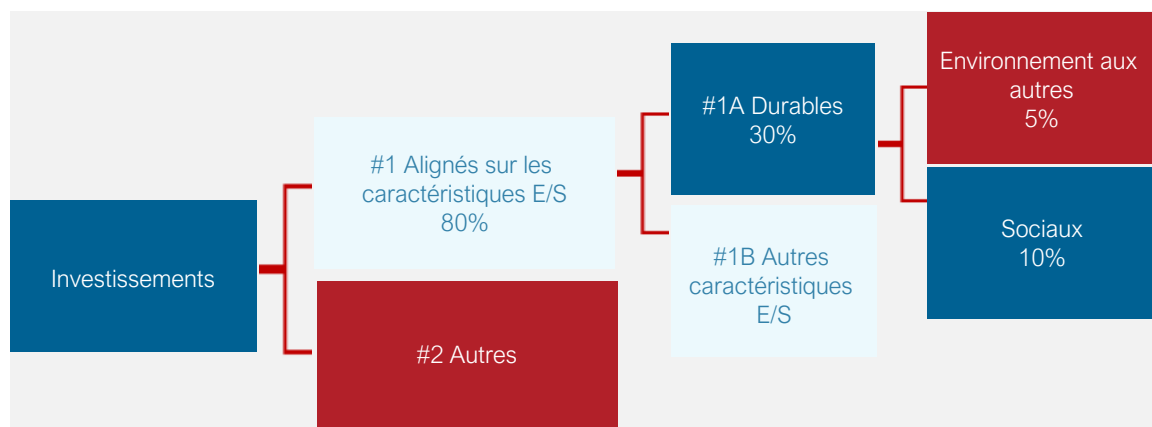 Investissements
#1 Alignés sur les
caractéristiques E/S
80%
#2 Autres
#1A Durables
30%
#1B Autres
caractéristiques
E/S
Environnement aux
autres
5%
Sociaux
10%